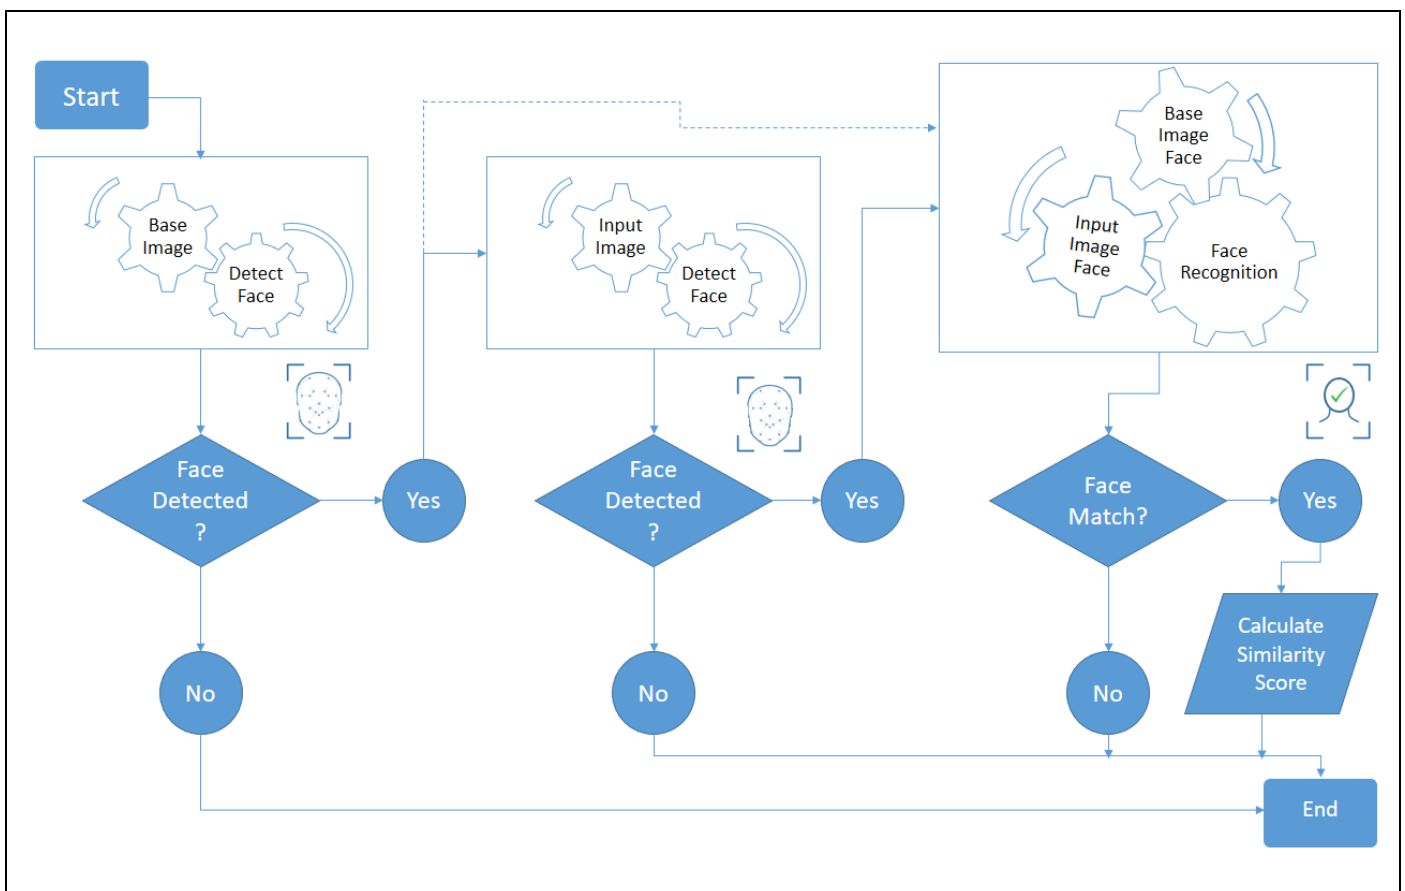 Start
Base
Image
Detect
Face
Face
Detected
?
Yes
No
Input
Image
Detect
Face
Face
Detected
?
Yes
No
Base
Image
Face
Input
Image
Face
Face
Recognition
Face
Match?
Yes
No
Calculate
Similarity
Score
End